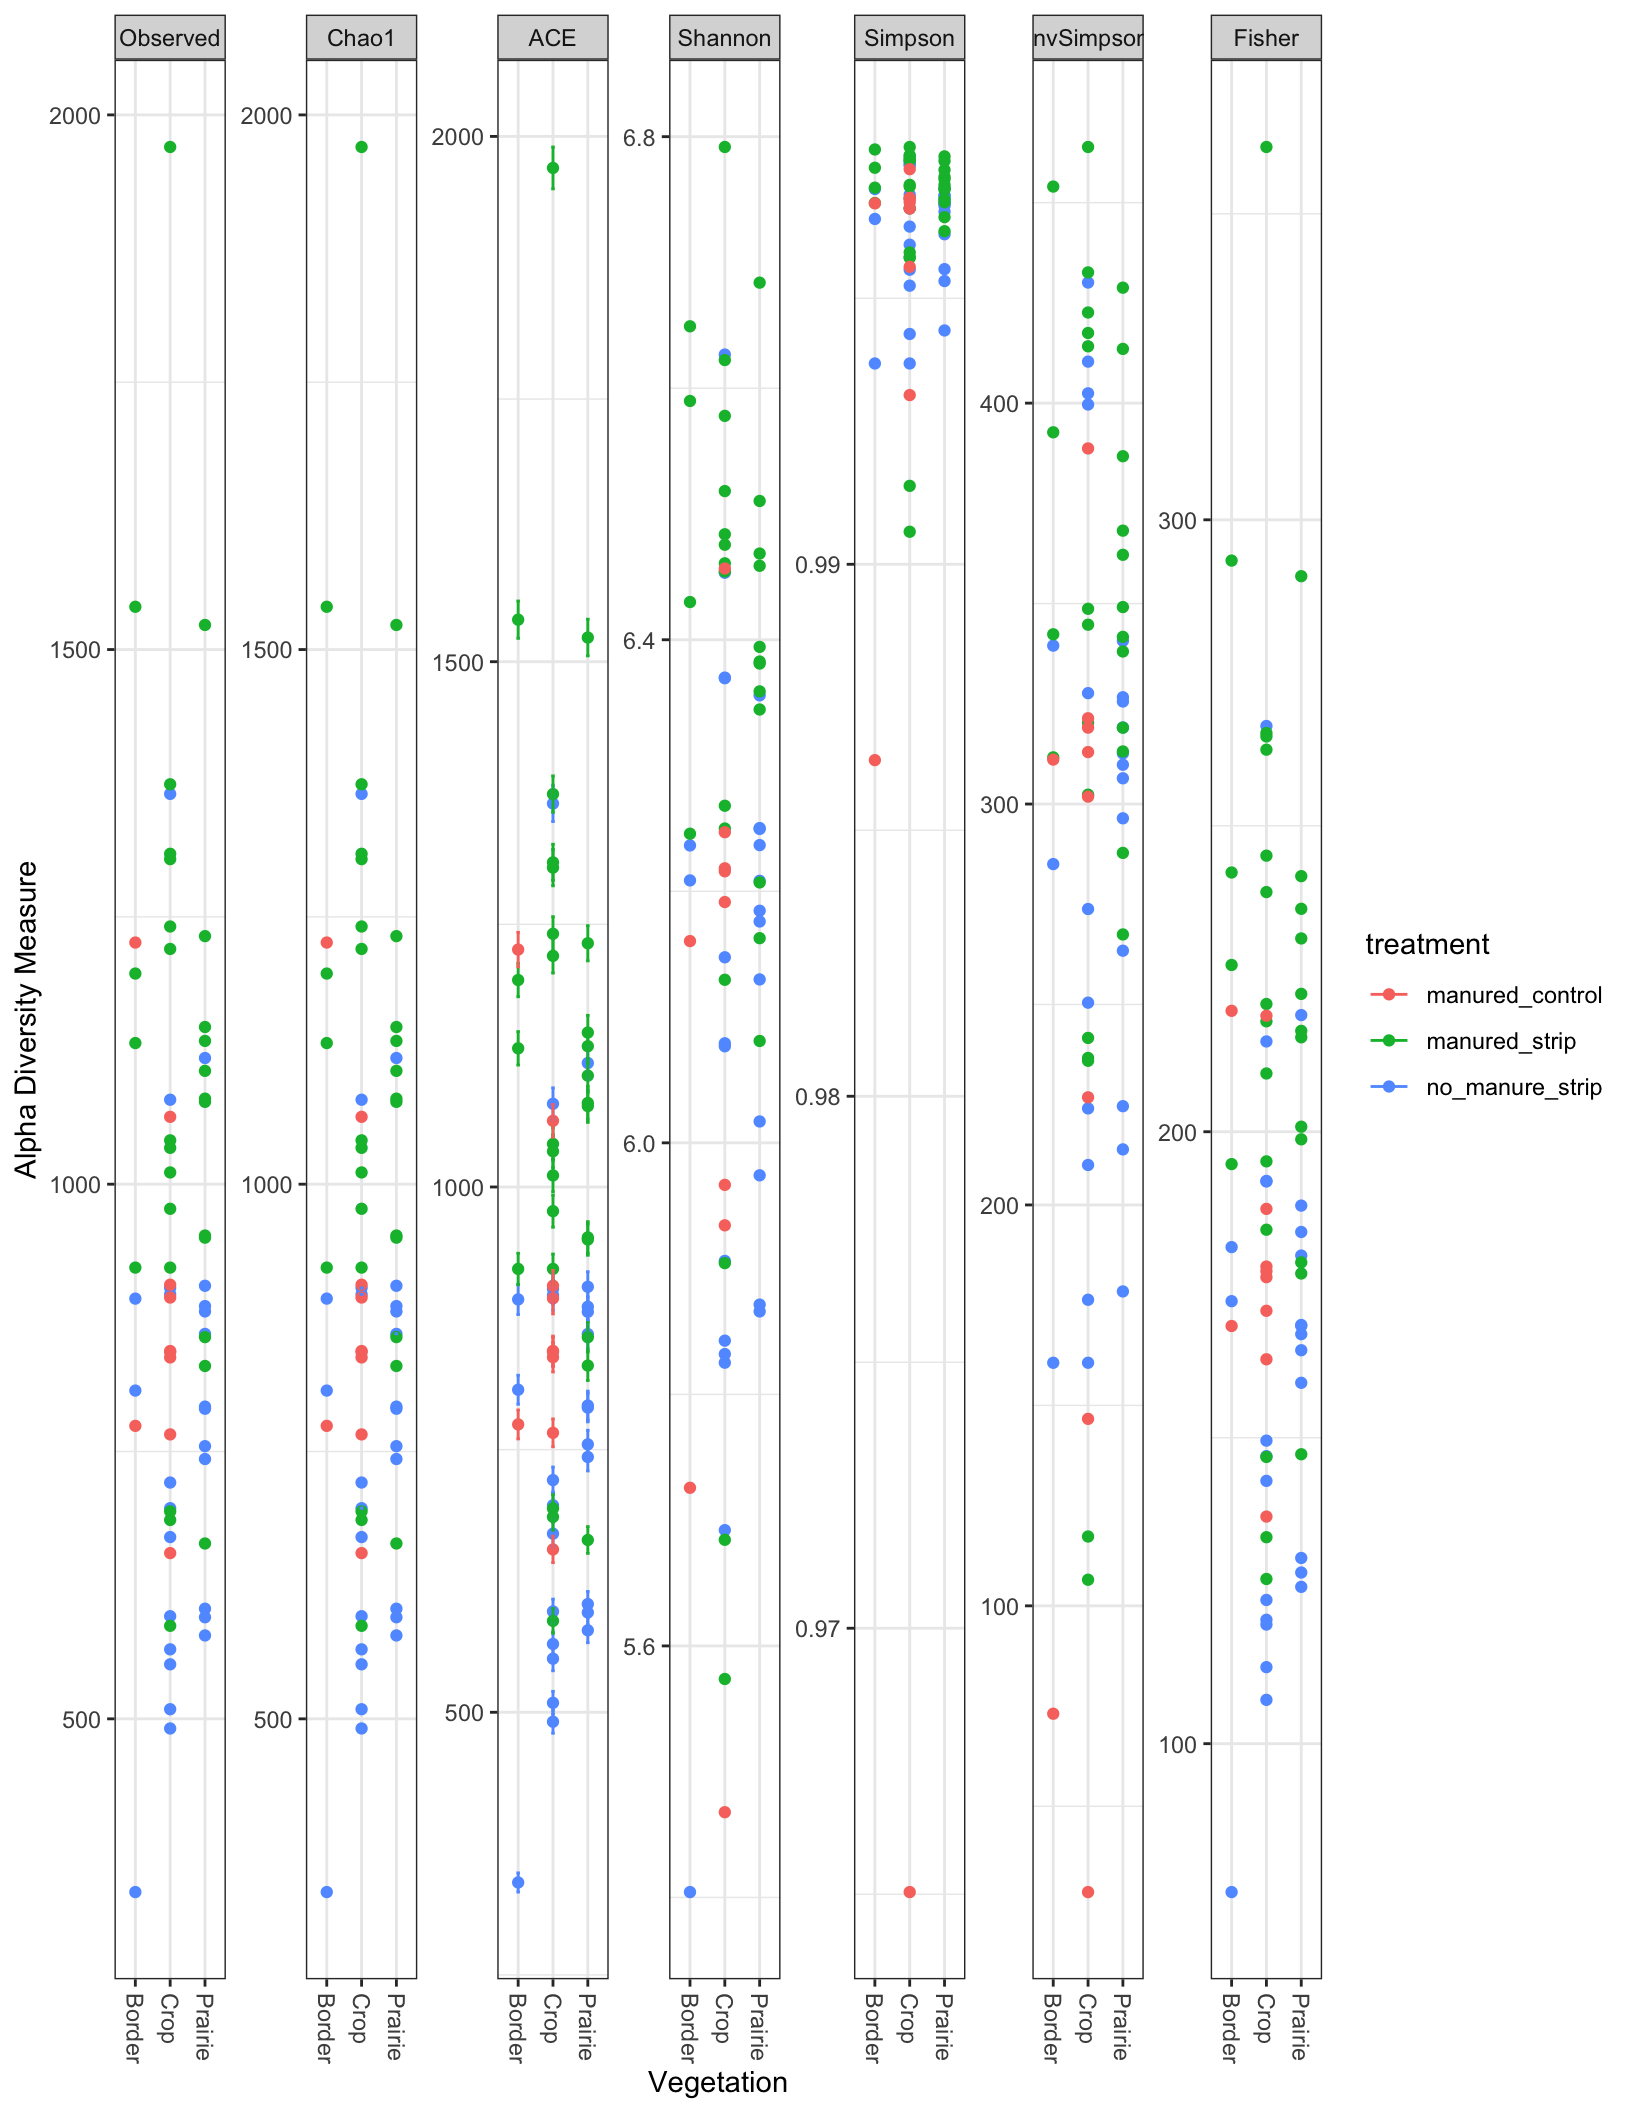 Observed Chao1 ACE Shannon Simpson nvSimpsor Fisher
Alpha Diversity Measure
2000
1500
1000
500
2000
1500
1000
500
2000
1500
1000
500
6.8
6.4
6.0
5.6
0.99
0.98
0.97
400
300
200
100
300
200
100
Border Crop Prairie
Border Crop Prairie
Border Crop Prairie
Border Crop Prairie
Border Crop Prairie
Border Crop Prairie
Border Crop Prairie
Vegetation
treatment
manured_control
manured_strip
no_manure_strip